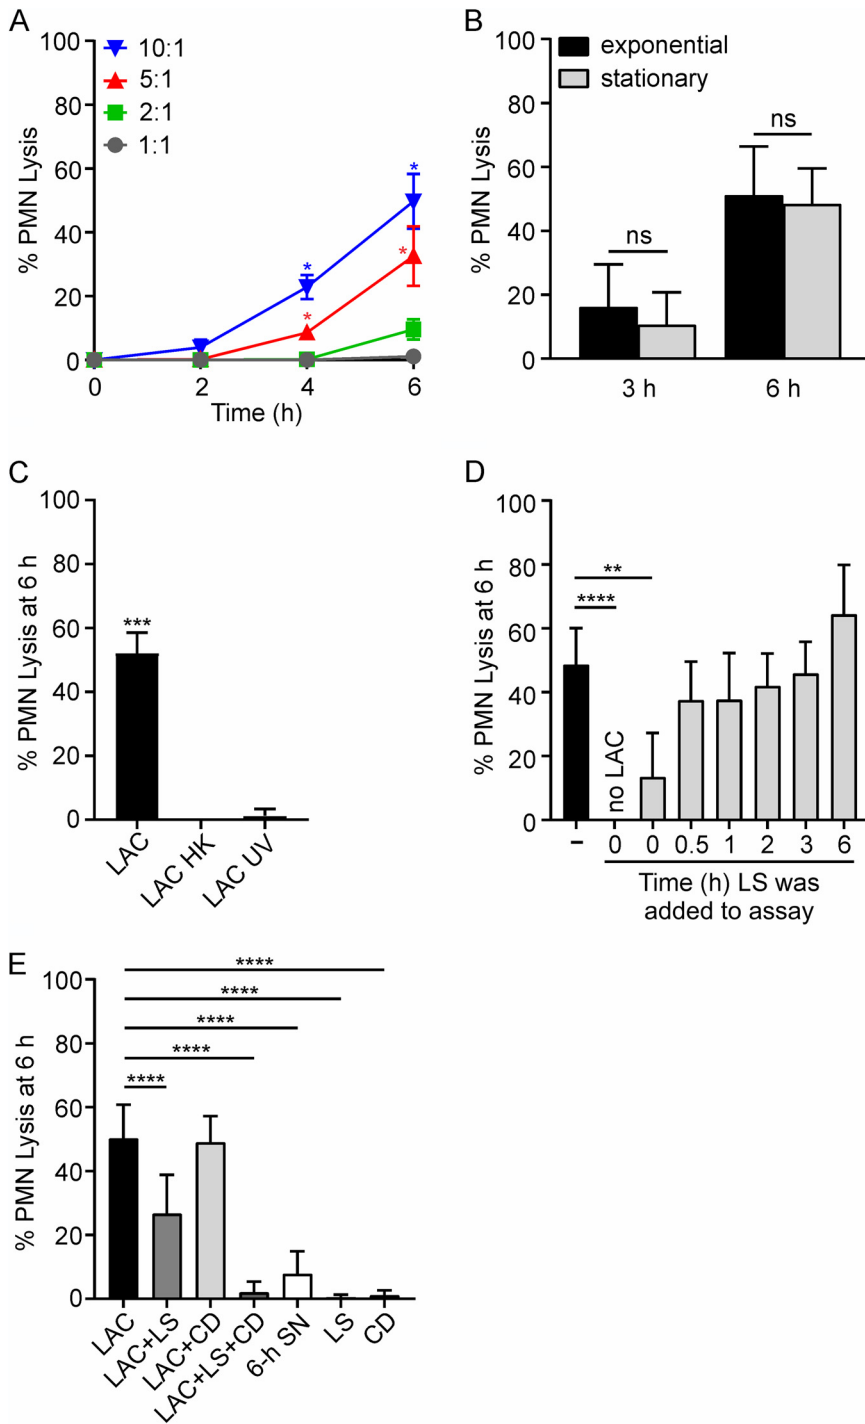 A
10:1
5:1
2:1
1:1
% PMN Lysis
100
80
60
40
20
0
*
*
*
*
0 2 4 6
Time (h)
B
exponential
stationary
% PMN Lysis
100
80
60
40
20
0
ns
ns
3 h 6 h
C
% PMN Lysis at 6 h
100
80
60
40
20
0
***
LAC
LAC HK
LAC UV
D
% PMN Lysis at 6 h
100
80
60
40
20
0
**
****
no LAC
– 0 0 0.5 1 2 3 6
Time (h) LS was
added to assay
E
% PMN Lysis at 6 h
100
80
60
40
20
0
****
****
****
****
****
LAC
LAC+LS
LAC+CD
LAC+LS+CD
6-h SN
LS
CD